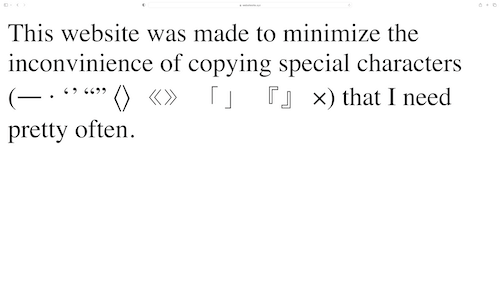 This website was made to minimize the
inconvinience of copying special characters
(— · ‘’ “” 〈〉 《》 「」 『』 ×) that I need
pretty often.